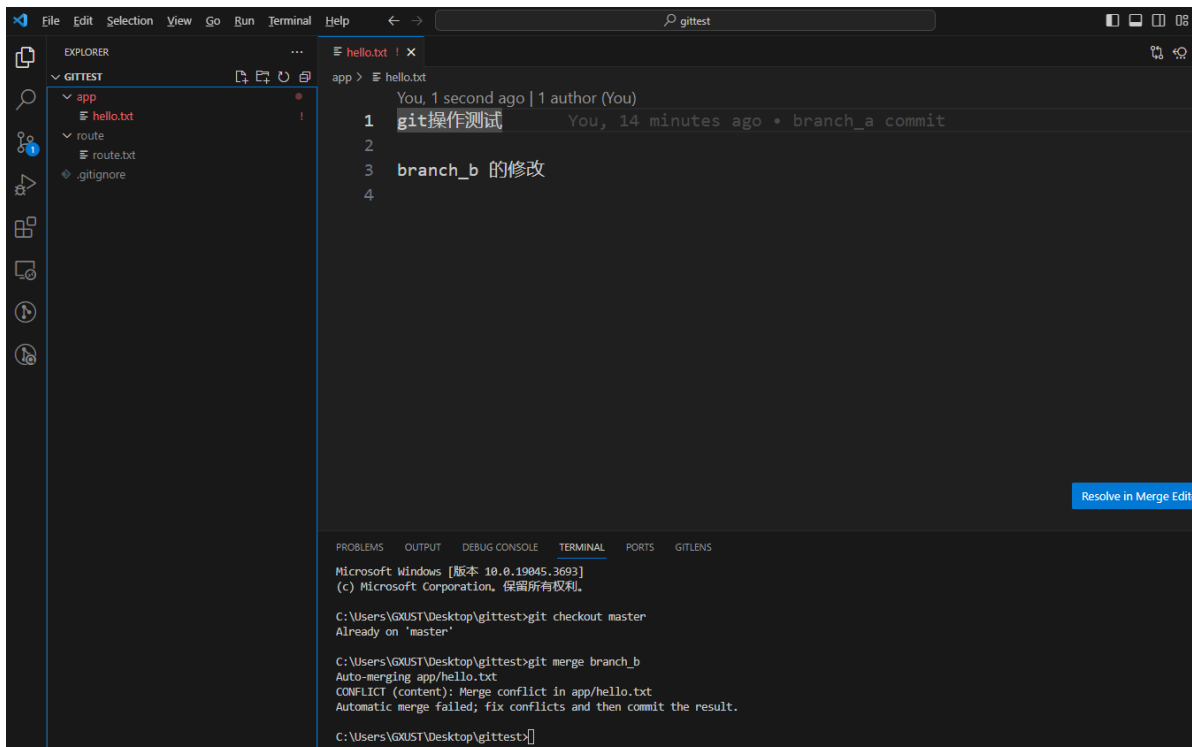 File Edit Selection View Go Run Terminal Help
gittest
EXPLORER
hello.txt !
GITTEST
app > hello.txt
app
hello.txt !
route
route.txt
.gitignore
1
You, 1 second ago | 1 author (You)
1 git操作测试 You, 14 minutes ago • branch_a commit
2
3 branch_b 的修改
4
Resolve in Merge Edit
PROBLEMS OUTPUT DEBUG CONSOLE TERMINAL PORTS GITLENS
Microsoft Windows [版本 10.0.19045.3693]
(c) Microsoft Corporation。保留所有权利。
C:\Users\GXUST\Desktop\gittest>git checkout master
Already on 'master'
C:\Users\GXUST\Desktop\gittest>git merge branch_b
Auto-merging app/hello.txt
CONFLICT (content): Merge conflict in app/hello.txt
Automatic merge failed; fix conflicts and then commit the result.
C:\Users\GXUST\Desktop\gittest>